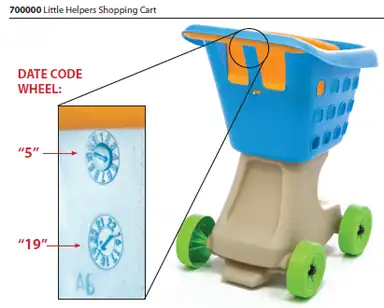 700000 Little Helpers Shopping Cart
DATE CODE
WHEEL:
“5”
“19”
A6